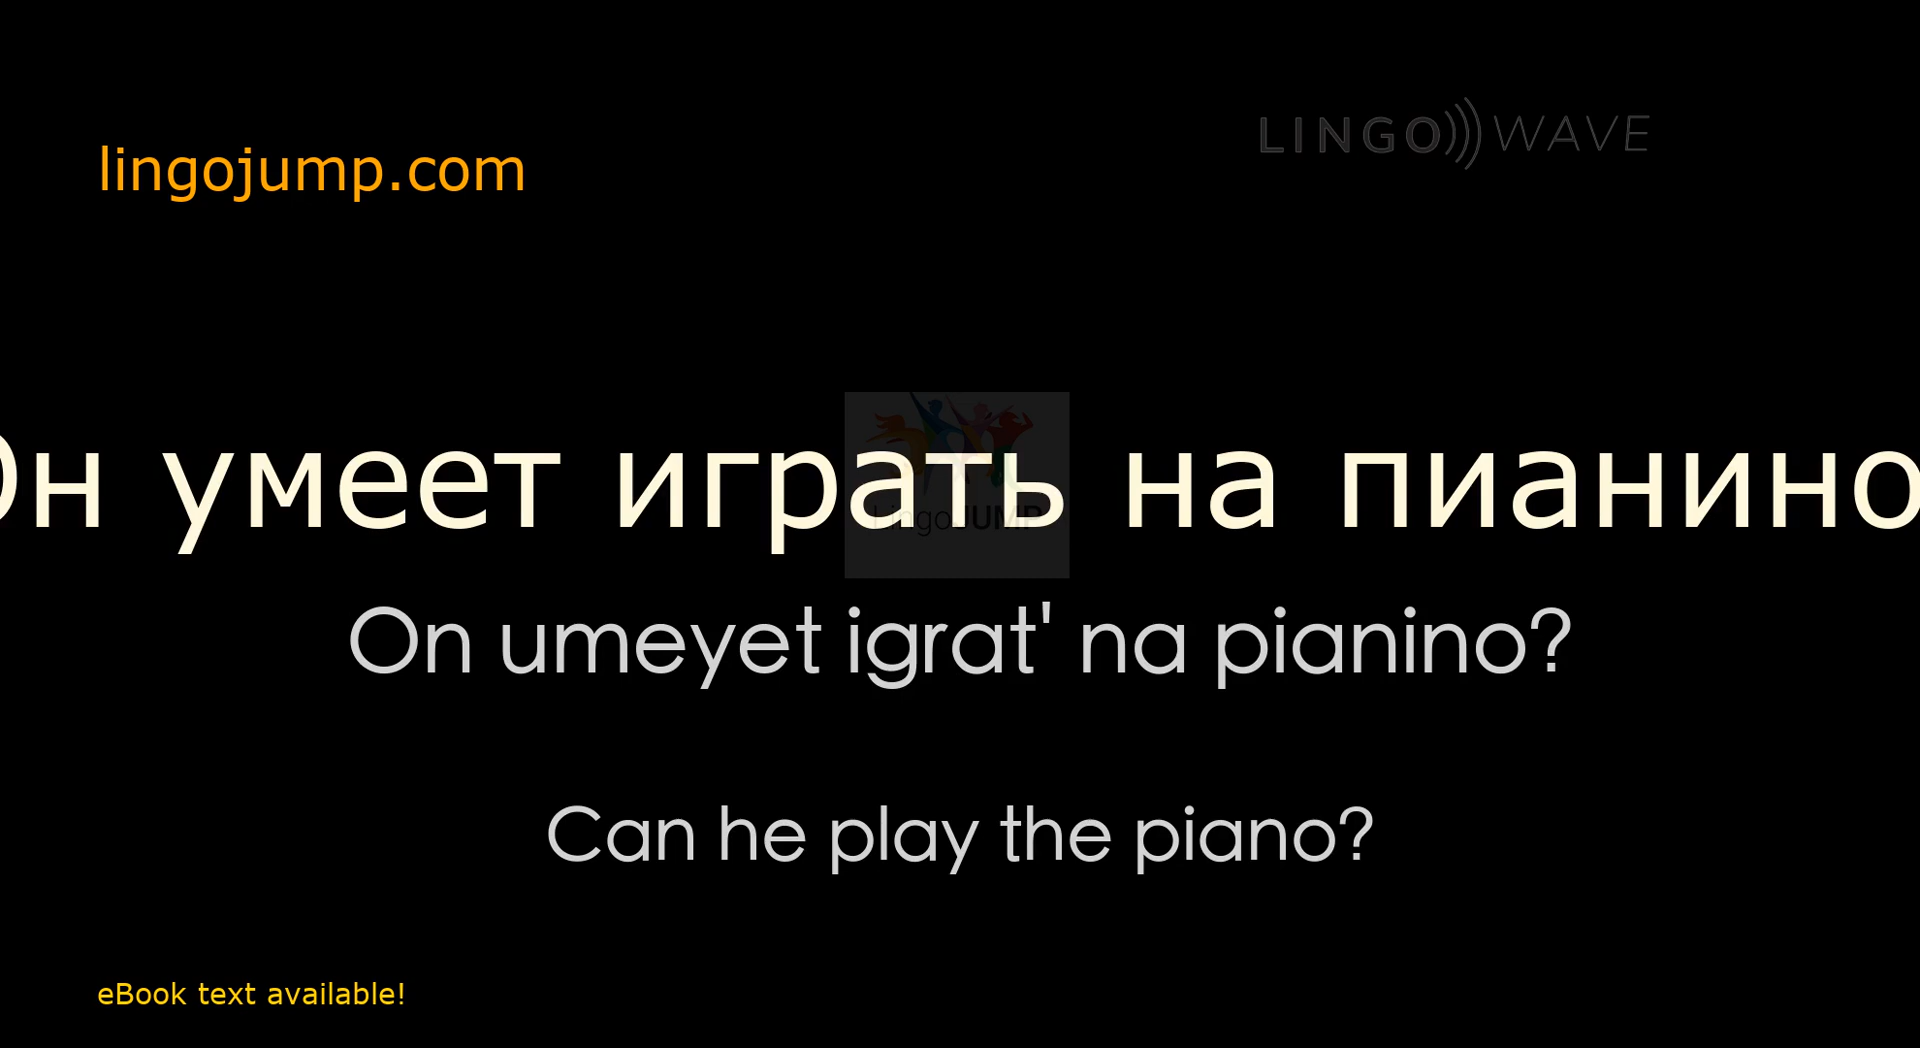 LINGO WAVE
lingojump.com
Он умеет играть на пианино
LingoJUMP
On umeyet igrat' na pianino?
Can he play the piano?
eBook text available!